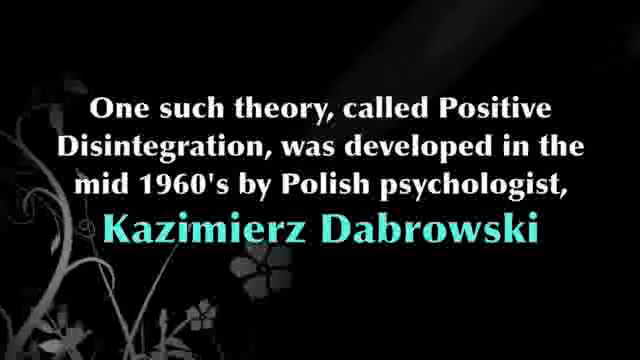 One such theory, called Positive
Disintegration, was developed in the
mid 1960's by Polish psychologist,
Kazimierz Dabrowski